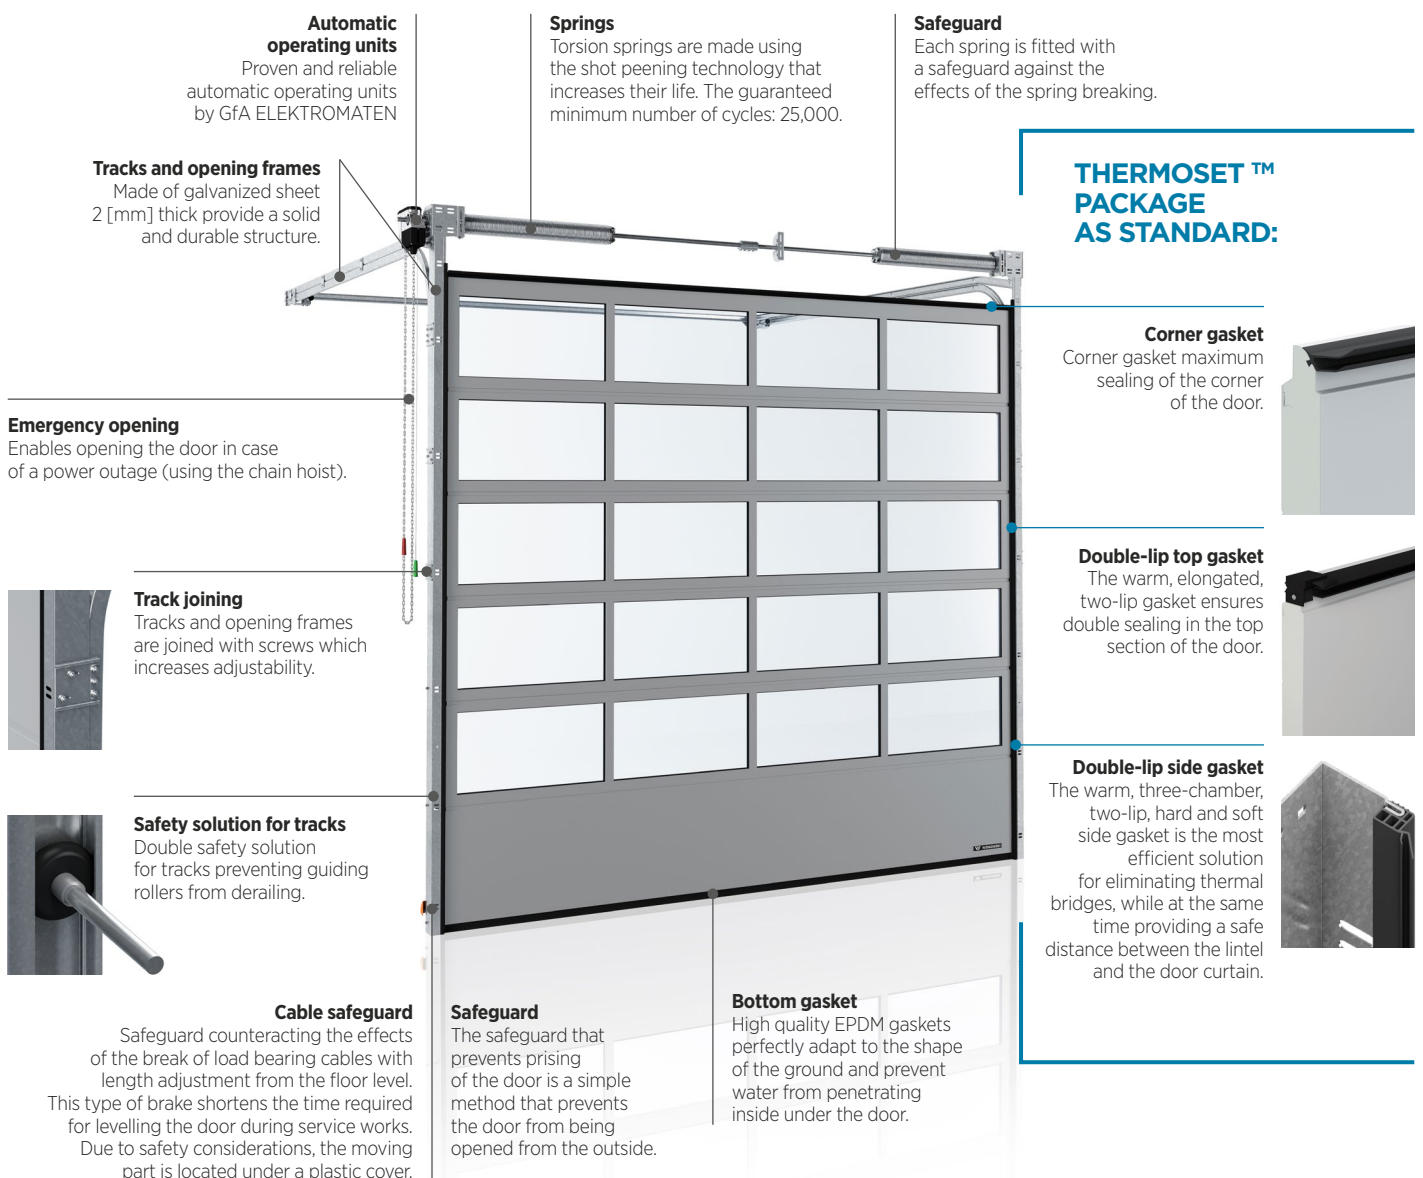 Automatic
operating units
Proven and reliable
automatic operating units
by GfA ELEKTROMATEN
Springs
Torsion springs are made using
the shot peening technology that
increases their life. The guaranteed
minimum number of cycles: 25,000.
Safeguard
Each spring is fitted with
a safeguard against the
effects of the spring breaking.
Tracks and opening frames
Made of galvanized sheet
2 [mm] thick provide a solid
and durable structure.
THERMOSET ™
PACKAGE
AS STANDARD:
Corner gasket
Corner gasket maximum
sealing of the corner
of the door.
Emergency opening
Enables opening the door in case
of a power outage (using the chain hoist).
Double-lip top gasket
The warm, elongated,
two-lip gasket ensures
double sealing in the top
section of the door.
Track joining
Tracks and opening frames
are joined with screws which
increases adjustability.
Double-lip side gasket
The warm, three-chamber,
two-lip, hard and soft
side gasket is the most
efficient solution
for eliminating thermal
bridges, while at the same
time providing a safe
distance between the lintel
and the door curtain.
Safety solution for tracks
Double safety solution
for tracks preventing guiding
rollers from derailing.
Cable safeguard
Safeguard counteracting the effects
of the break of load bearing cables with
length adjustment from the floor level.
This type of brake shortens the time required
for levelling the door during service works.
Due to safety considerations, the moving
part is located under a plastic cover.
Safeguard
The safeguard that
prevents prising
of the door is a simple
method that prevents
the door from being
opened from the outside.
Bottom gasket
High quality EPDM gaskets
perfectly adapt to the shape
of the ground and prevent
water from penetrating
inside under the door.